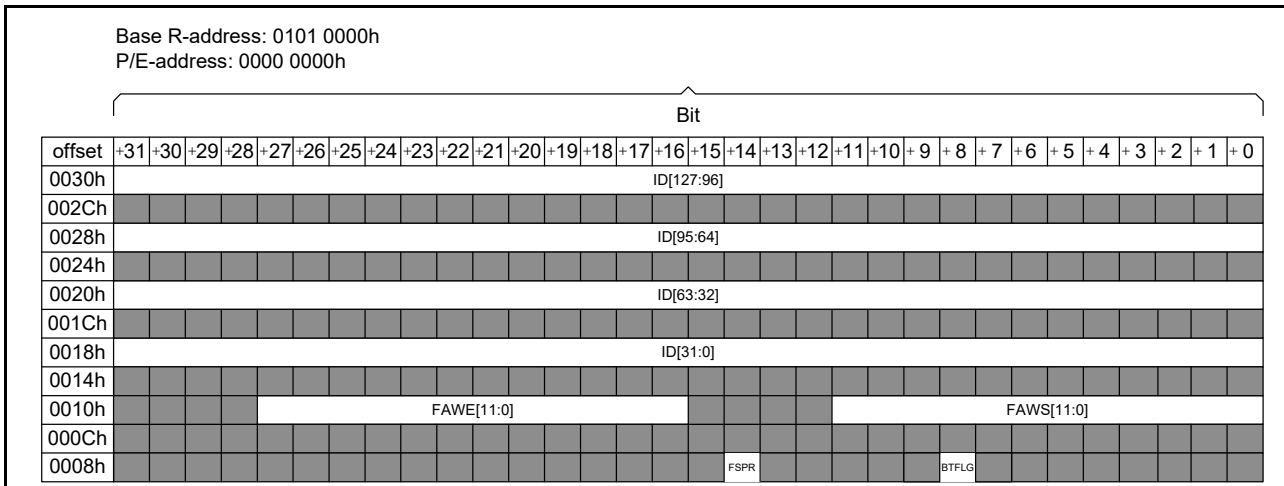 Base R-address: 0101 0000h
P/E-address: 0000 0000h
Bit
offset +31 +30 +29 +28 +27 +26 +25 +24 +23 +22 +21 +20 +19 +18 +17 +16 +15 +14 +13 +12 +11 +10 + 9 + 8 + 7 +6 + 5 + 4 + 3 + 2 + 1 + 0
0030h ID[127:96]
002Ch
0028h ID[95:64]
0024h
0020h ID[63:32]
001Ch
0018h ID[31:0]
0014h
0010h FAWE[11:0] FAWS[11:0]
000Ch
0008h FSPR BTFLG